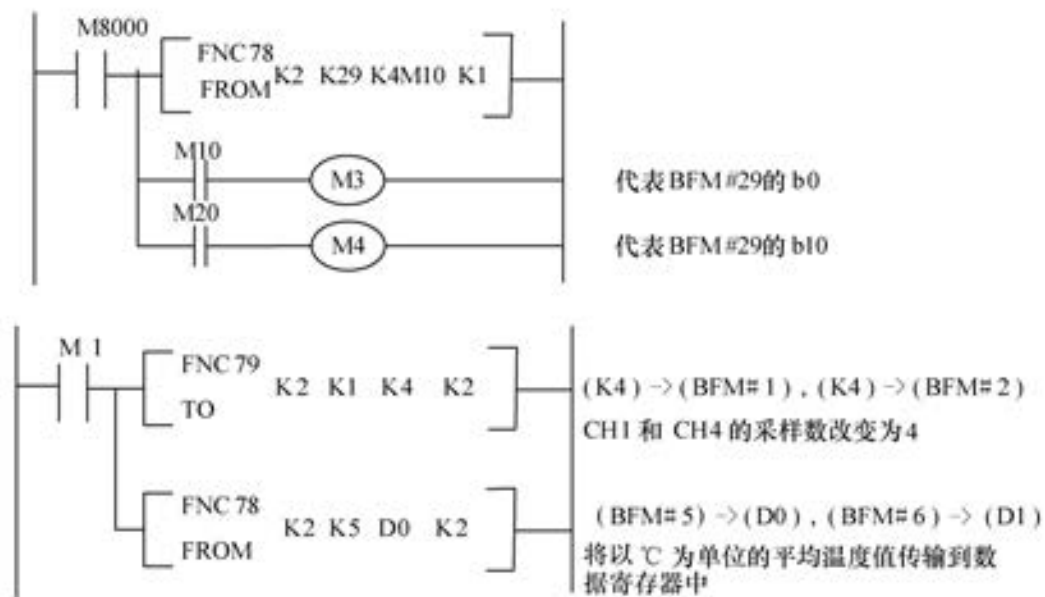 M8000
FNC 78
FROM K2 K29 K4M10 K1
M10
M3
代表BFM#29的 b0
M20
M4
代表BFM#29的 b10
M 1
FNC 79
TO K2 K1 K4 K2
(K4) -> (BFM# 1) , (K4) -> (BFM# 2)
CH1 和 CH4 的采样数改变为4
FNC 78
FROM K2 K5 D0 K2
(BFM# 5) -> (D0) , (BFM# 6) -> (D1)
将以 ℃ 为单位的平均温度值传输到数
据寄存器中